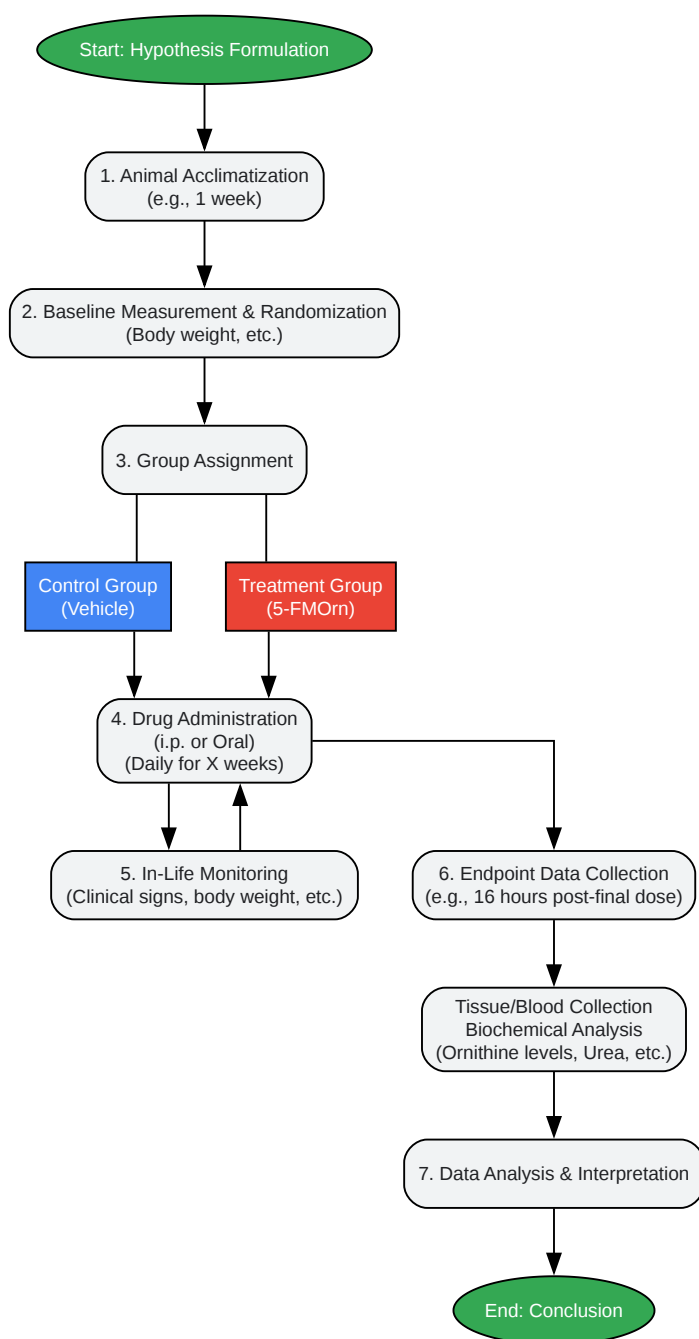 Start: Hypothesis Formulation
1. Animal Acclimatization
(e.g., 1 week)
2. Baseline Measurement & Randomization
(Body weight, etc.)
3. Group Assignment
Control Group
(Vehicle)
Treatment Group
(5-FMOrn)
4. Drug Administration
(i.p. or Oral)
(Daily for X weeks)
5. In-Life Monitoring
(Clinical signs, body weight, etc.)
6. Endpoint Data Collection
(e.g., 16 hours post-final dose)
Tissue/Blood Collection
Biochemical Analysis
(Ornithine levels, Urea, etc.)
7. Data Analysis & Interpretation
End: Conclusion